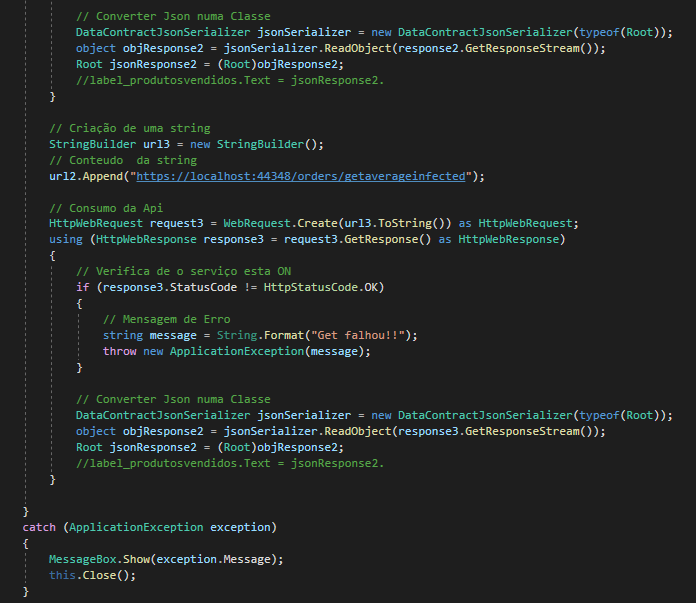 // Converter Json numa Classe
DataContractJsonSerializer jsonSerializer = new DataContractJsonSerializer(typeof(Root));
object objResponse2 = jsonSerializer.ReadObject(response2.GetResponseStream());
Root jsonResponse2 = (Root)objResponse2;
//label_produtosvendidos.Text = jsonResponse2.
}
// Criação de uma string
StringBuilder url3 = new StringBuilder();
// Conteudo  da string
url2.Append("https://localhost:44348/orders/getaverageinfected");
// Consumo da Api
HttpWebRequest request3 = WebRequest.Create(url3.ToString()) as HttpWebRequest;
using (HttpWebResponse response3 = request3.GetResponse() as HttpWebResponse)
{
// Verifica de o serviço esta ON
if (response3.StatusCode != HttpStatusCode.OK)
{
// Mensagem de Erro
string message = String.Format("Get falhou!!");
throw new ApplicationException(message);
}
// Converter Json numa Classe
DataContractJsonSerializer jsonSerializer = new DataContractJsonSerializer(typeof(Root));
object objResponse2 = jsonSerializer.ReadObject(response3.GetResponseStream());
Root jsonResponse2 = (Root)objResponse2;
//label_produtosvendidos.Text = jsonResponse2.
}
}
catch (ApplicationException exception)
{
MessageBox.Show(exception.Message);
this.Close();
}